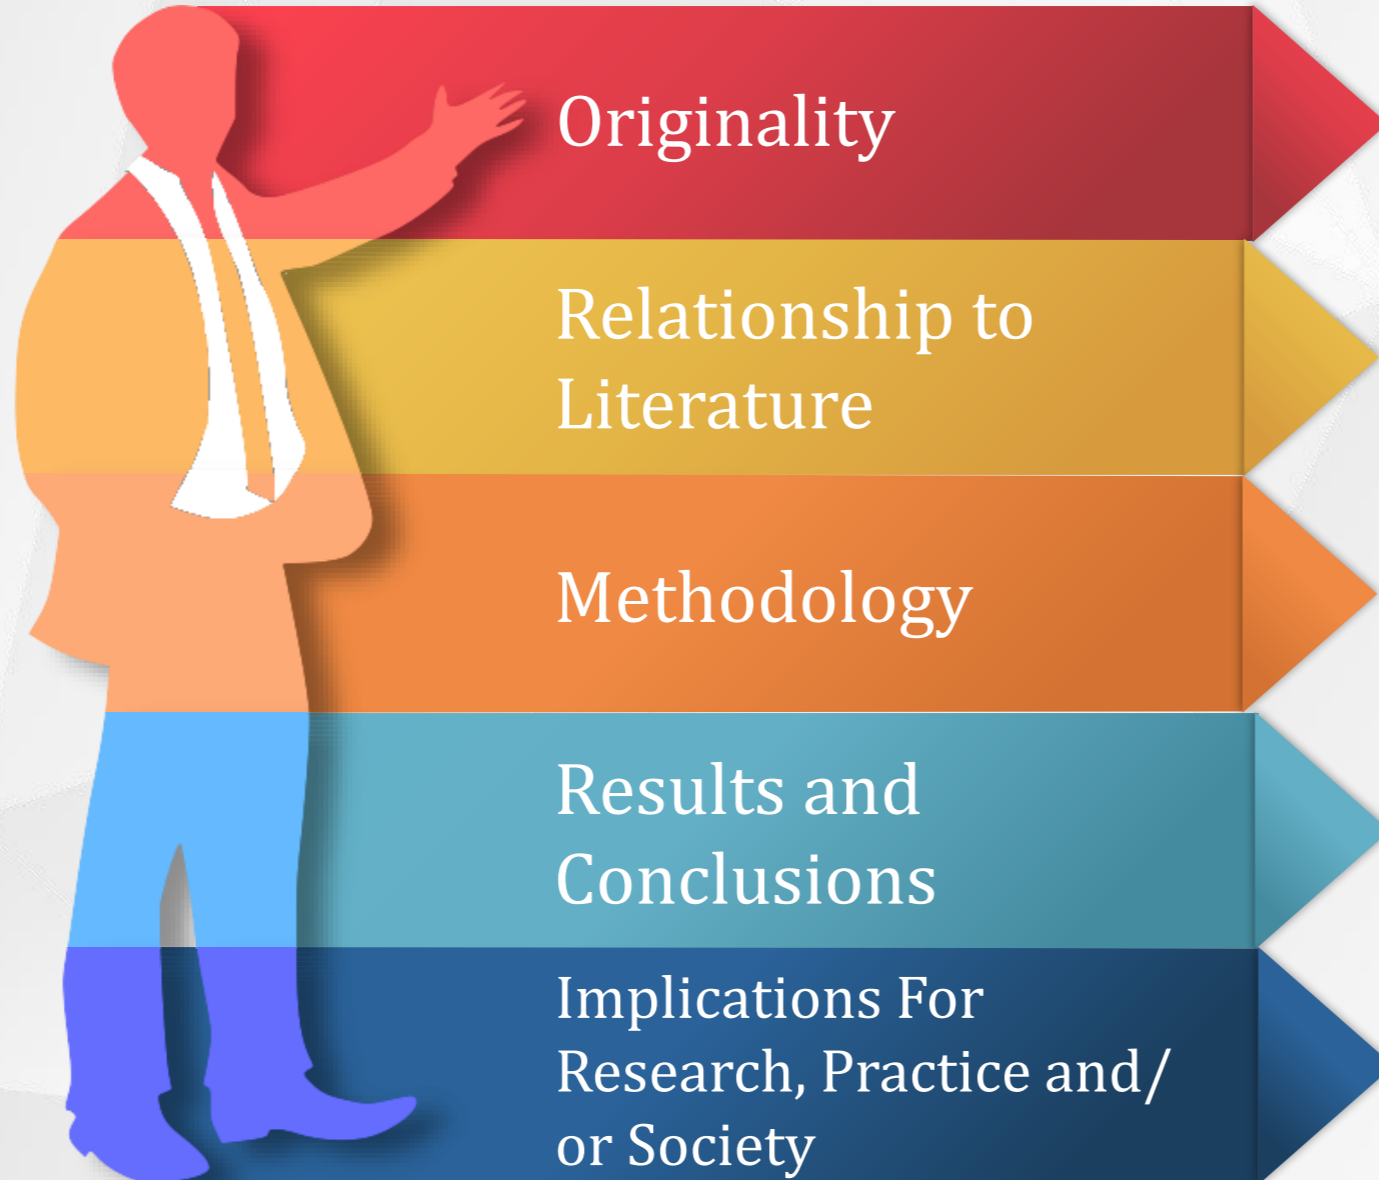 Originality
Relationship to
Literature
Methodology
Results and
Conclusions
Implications For
Research, Practice and/
or Society